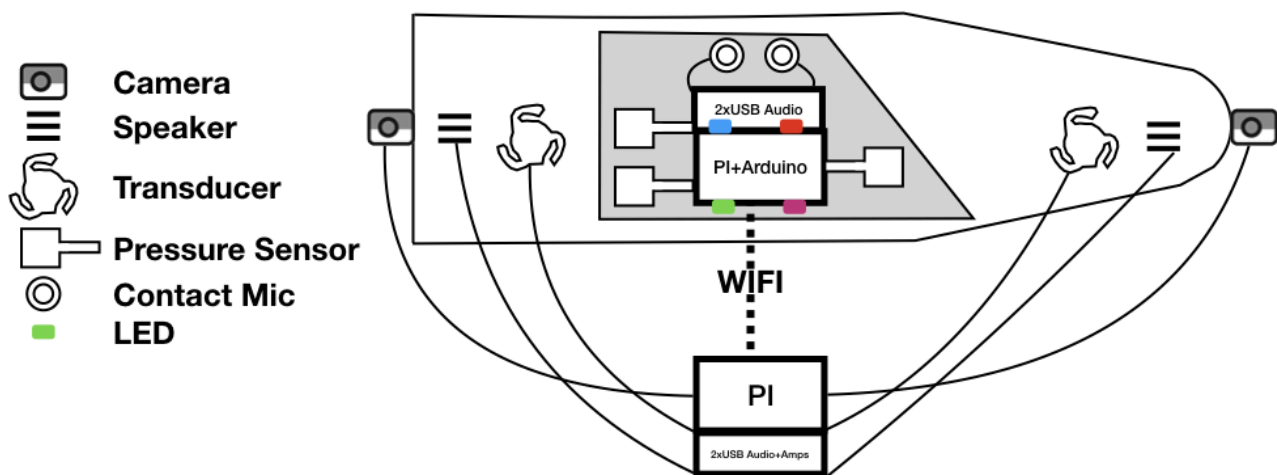 Camera
Speaker
Transducer
Pressure Sensor
Contact Mic
LED
2xUSB Audio
PI+Arduino
WIFI
PI
2xUSB Audio+Amps